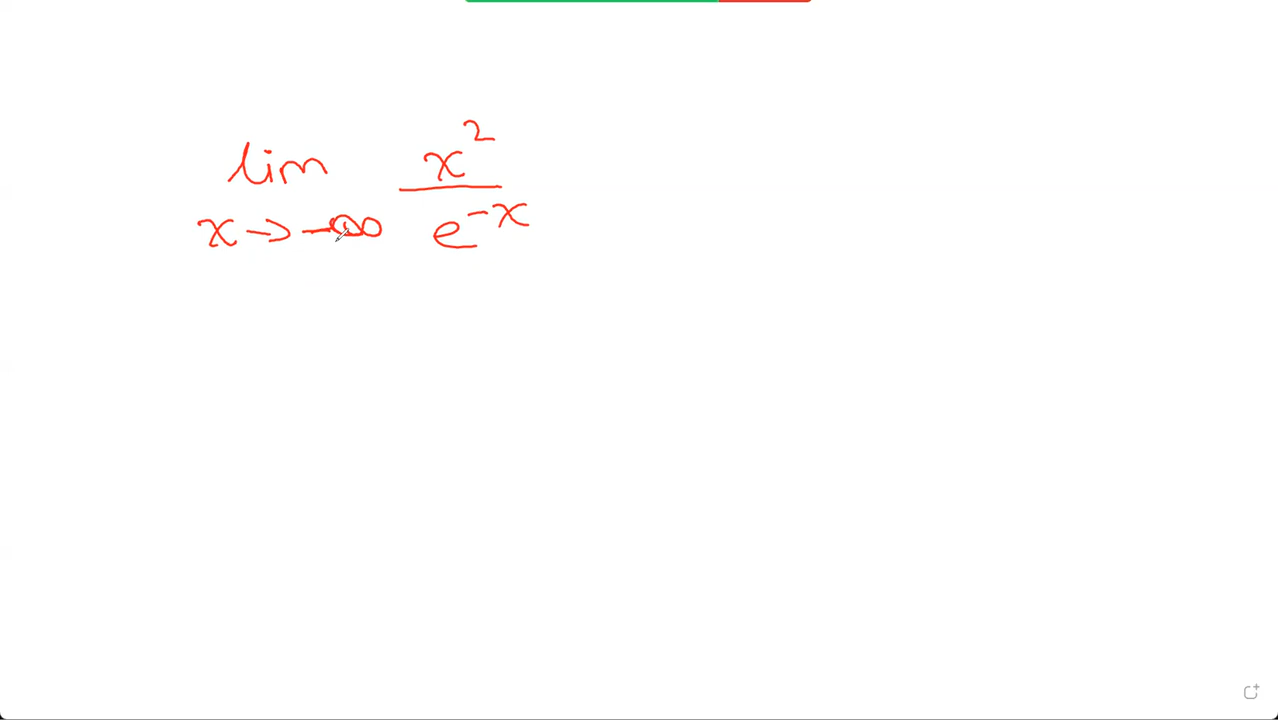 lim x² / e⁻ˣ
x → -∞